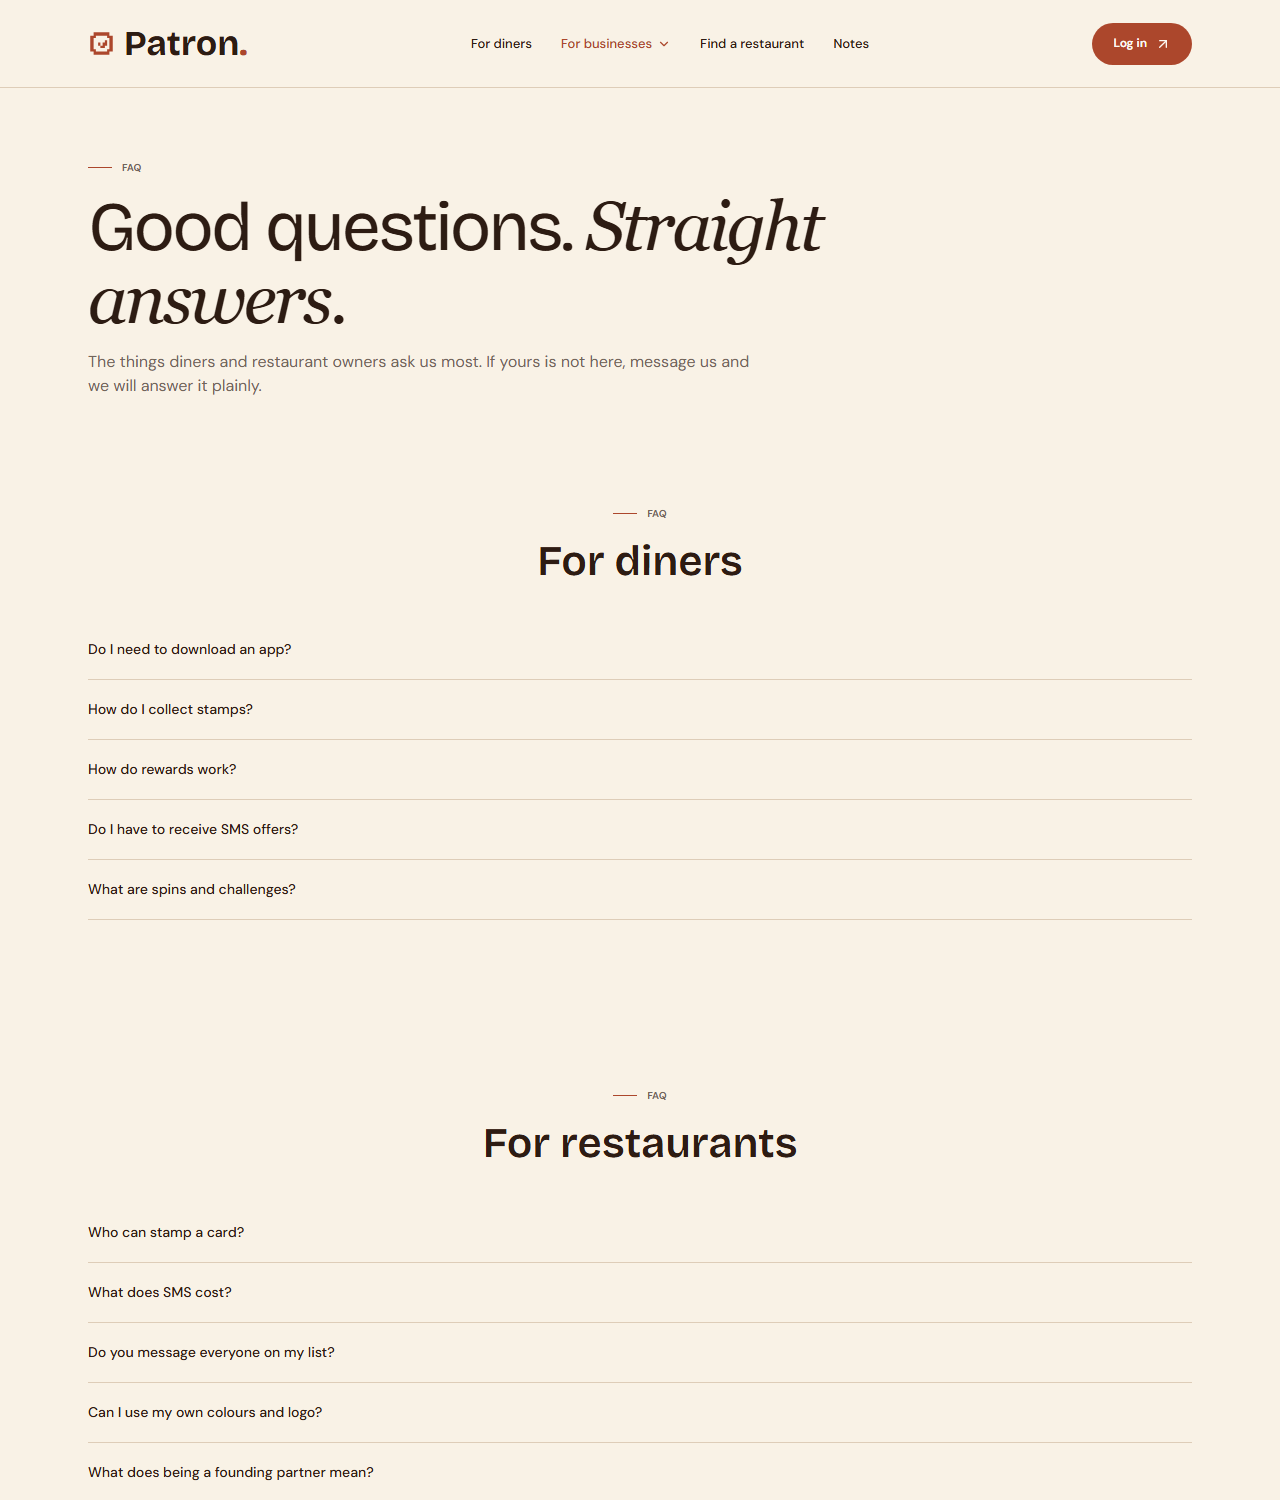 Patron.
For diners
For businesses
Find a restaurant
Notes
Log in
FAQ
Good questions. Straight
answers.
The things diners and restaurant owners ask us most. If yours is not here, message us and
we will answer it plainly.
FAQ
For diners
Do I need to download an app?
How do I collect stamps?
How do rewards work?
Do I have to receive SMS offers?
What are spins and challenges?
FAQ
For restaurants
Who can stamp a card?
What does SMS cost?
Do you message everyone on my list?
Can I use my own colours and logo?
What does being a founding partner mean?